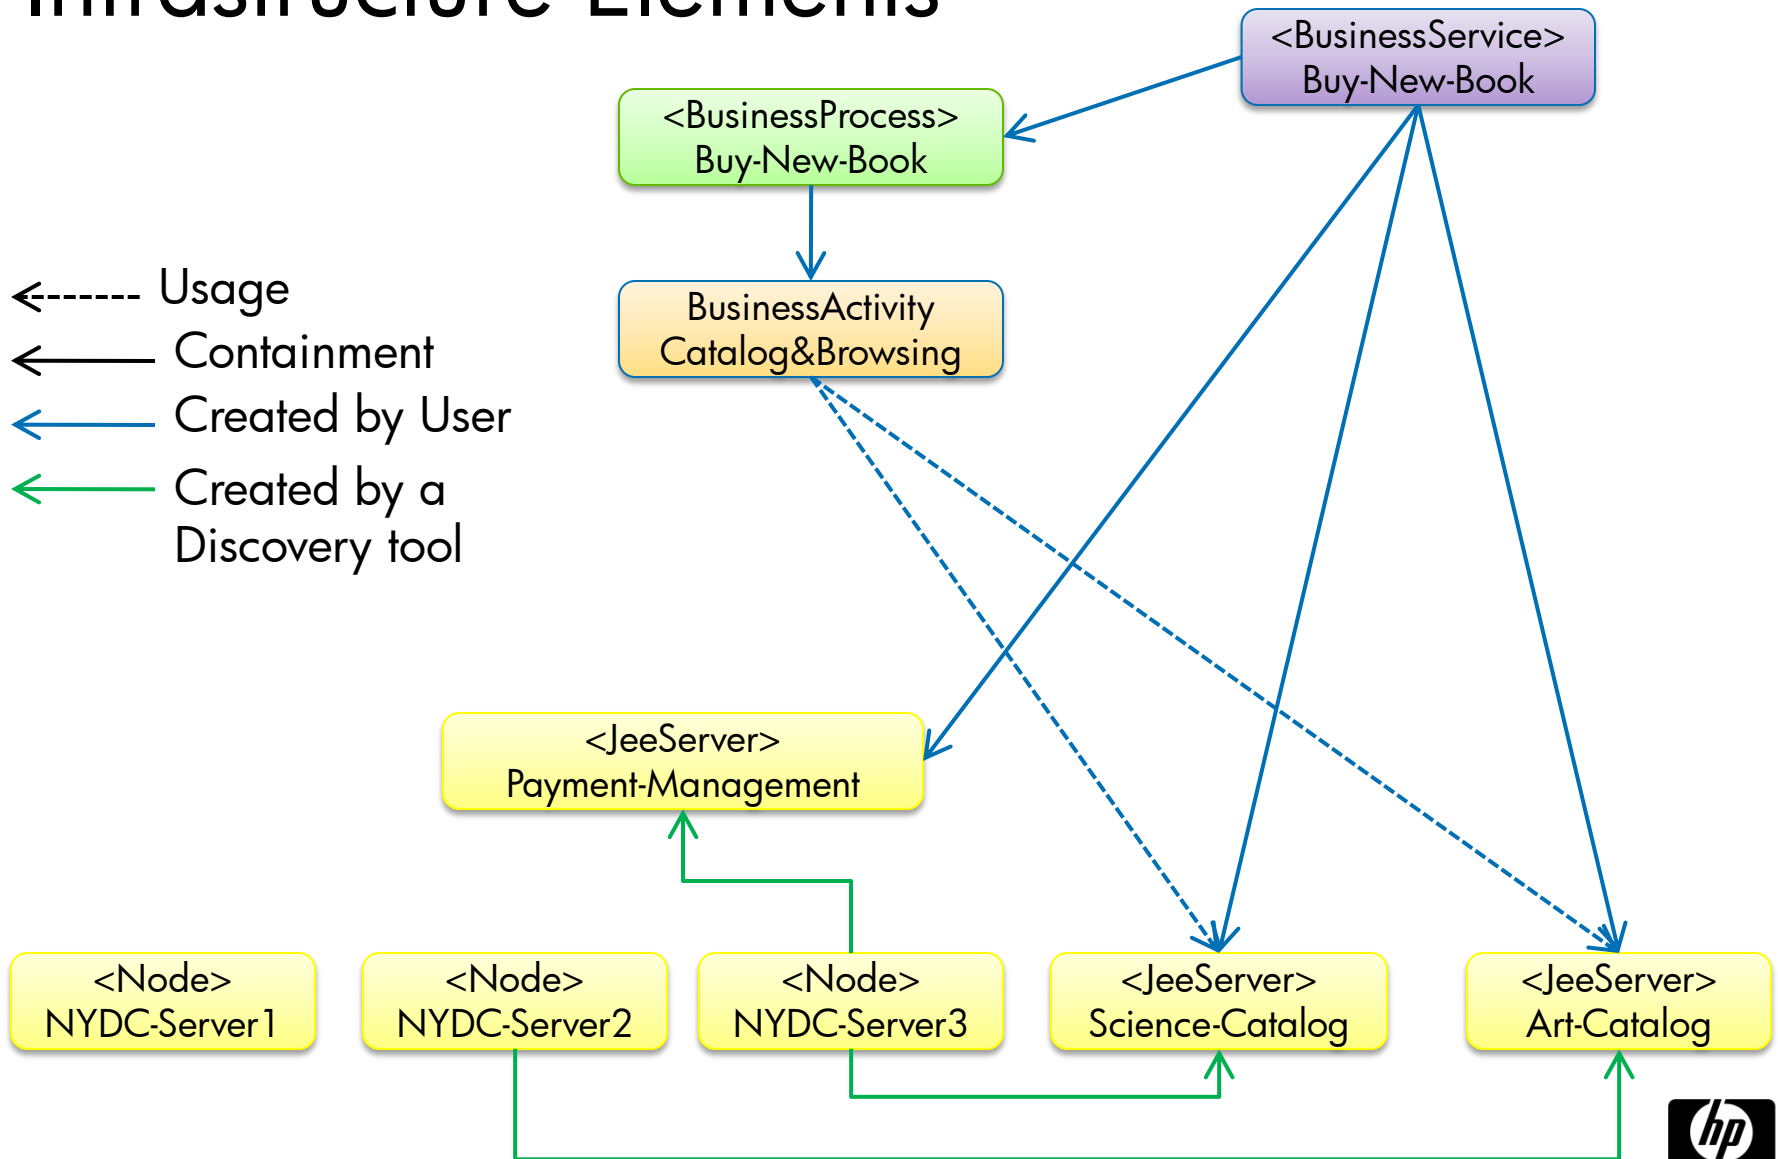 Infrastructure Elements
<BusinessService>
Buy-New-Book
<BusinessProcess>
Buy-New-Book
Usage
Containment
Created by User
Created by a
Discovery tool
BusinessActivity
Catalog&Browsing
<JeeServer>
Payment-Management
<Node>
NYDC-Server1
<Node>
NYDC-Server2
<Node>
NYDC-Server3
<JeeServer>
Science-Catalog
<JeeServer>
Art-Catalog
hp